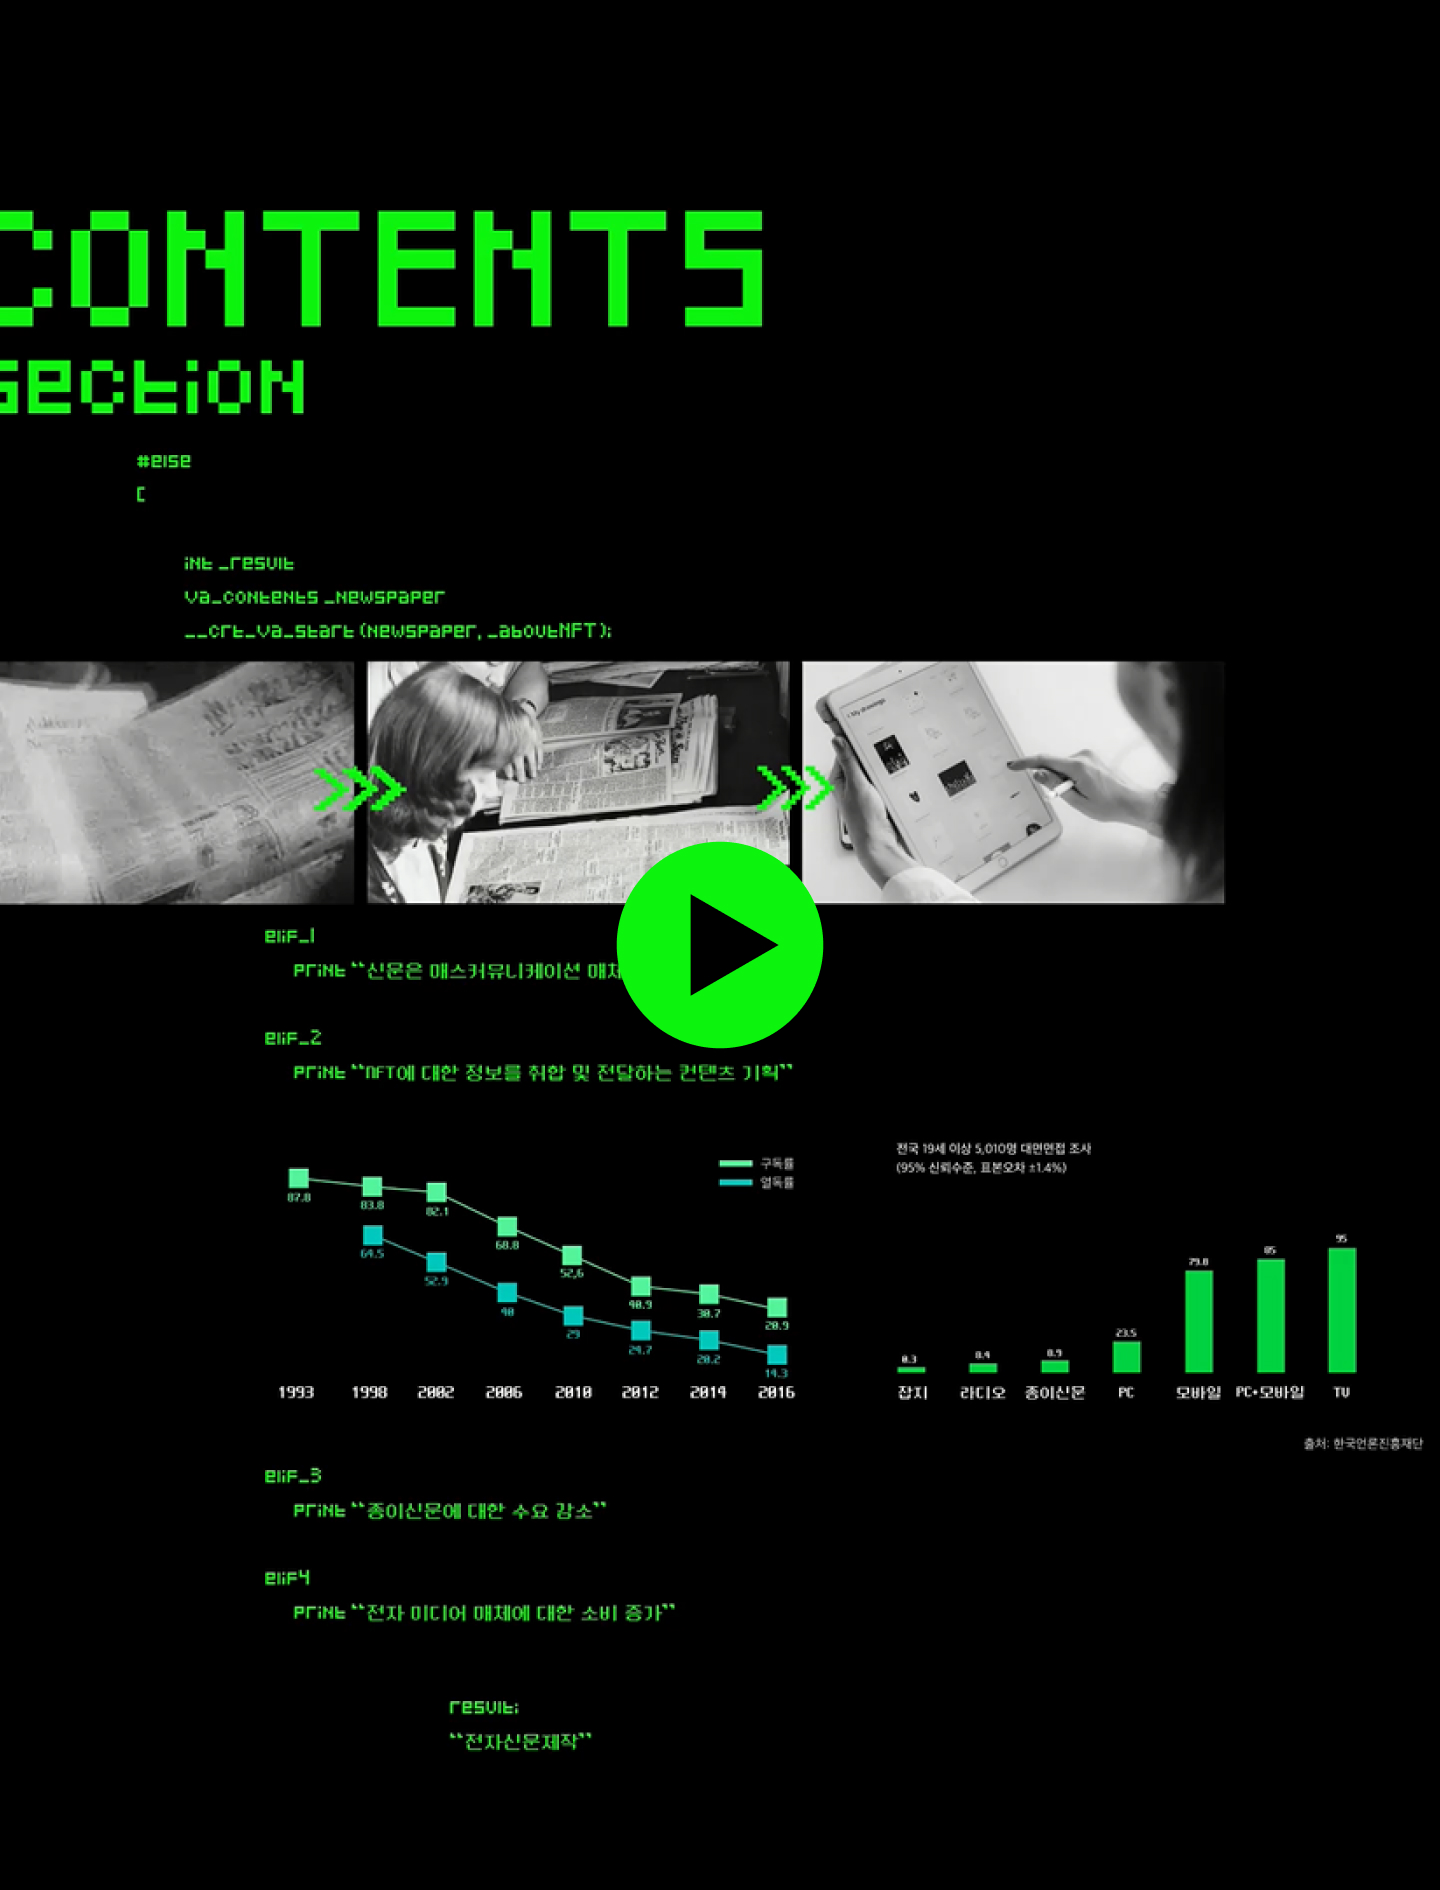 CONTENTS
section
#else
[
int _result
va_contents _newspaper
__crt_va_start (newspaper, _aboutNFT);
My drawings
elif_1
print “신문은 매스커뮤니케이션 매체
elif_2
print “NFT에 대한 정보를 취합 및 전달하는 컨텐츠 기획”
구독률
열독률
87.8
83.8
82.1
68.8
52,6
40.9
30.7
20.9
64.5
52.9
40
29
24.7
20.2
14.3
1993 1998 2002 2006 2010 2012 2014 2016
전국 19세 이상 5,010명 대면면접 조사
(95% 신뢰수준, 표본오차 ±1.4%)
0.3 8.4 8.9 23.5 79.8 85 95
잡지 라디오 종이신문 PC 모바일 PC+모바일 TV
출처: 한국언론진흥재단
elif_3
print “종이신문에 대한 수요 감소”
elif4
print “전자 미디어 매체에 대한 소비 증가”
result;
“전자신문제작”